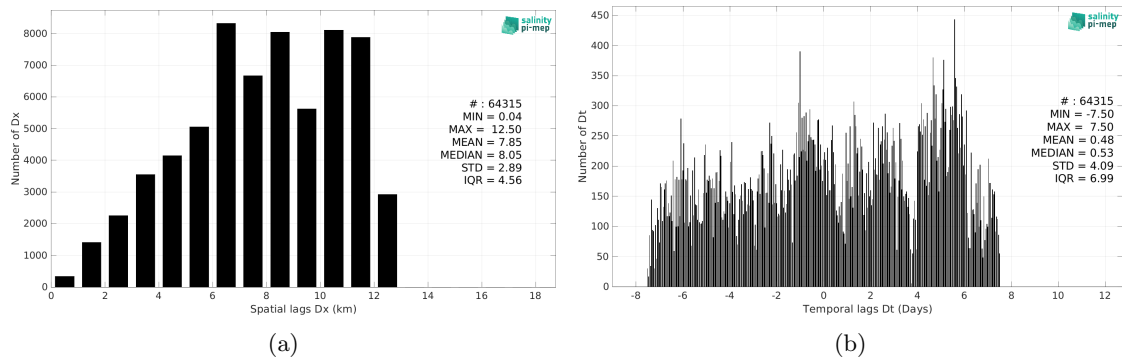 salinity
pi-mep
8000
7000
6000
5000
4000
3000
2000
1000
0
Number of Dx
# : 64315
MIN = 0.04
MAX = 12.50
MEAN = 7.85
MEDIAN = 8.05
STD = 2.89
IQR = 4.56
0 2 4 6 8 10 12 14 16 18
Spatial lags Dx (km)
(a)
salinity
pi-mep
450
400
350
300
250
200
150
100
50
0
Number of Dt
# : 64315
MIN = -7.50
MAX = 7.50
MEAN = 0.48
MEDIAN = 0.53
STD = 4.09
IQR = 6.99
-8 -6 -4 -2 0 2 4 6 8 10 12
Temporal lags Dt (Days)
(b)